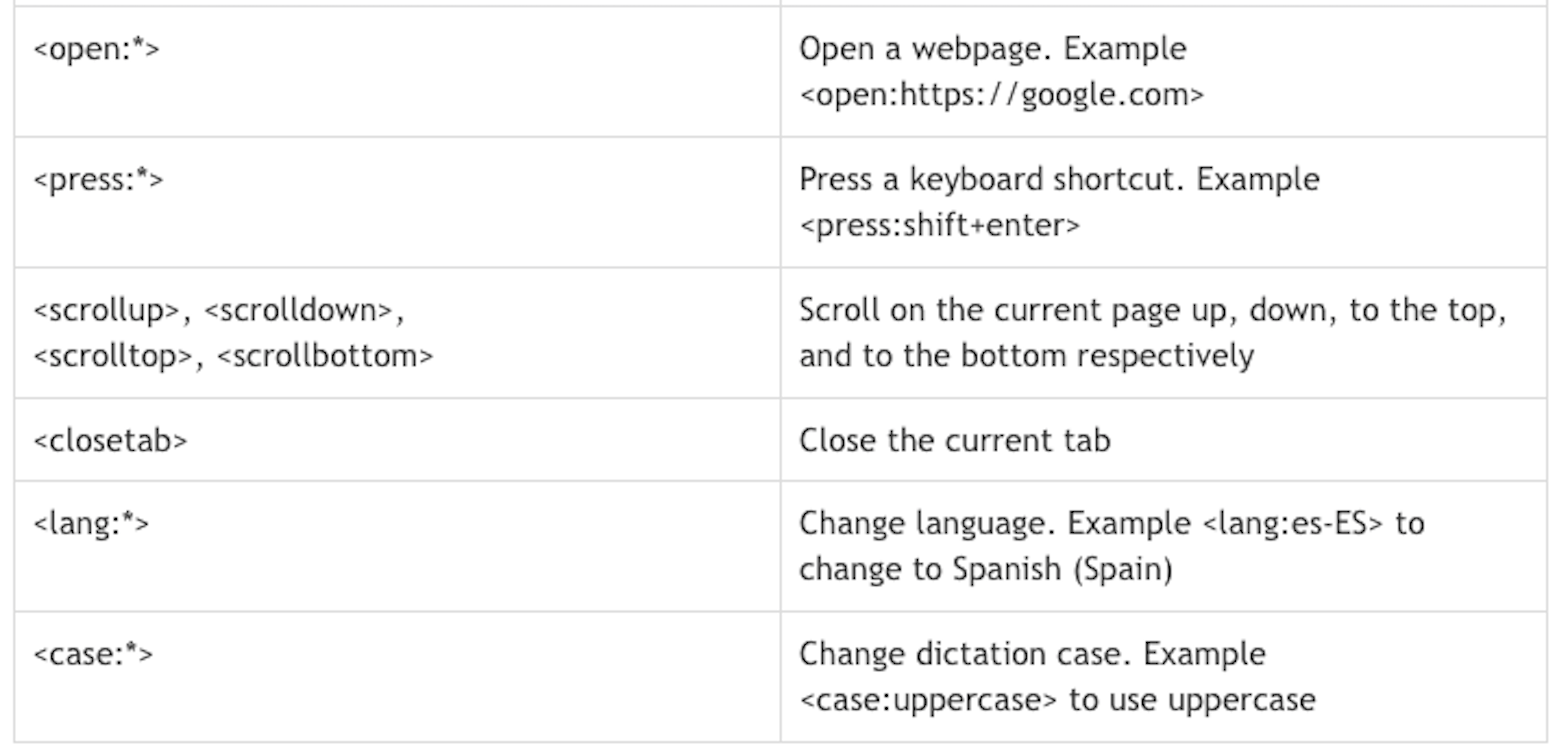 <open:*>
Open a webpage. Example
<open:https://google.com>
<press:*>
Press a keyboard shortcut. Example
<press:shift+enter>
<scrollup>, <scrolldown>,
<scrolltop>, <scrollbottom>
Scroll on the current page up, down, to the top,
and to the bottom respectively
<closetab>
Close the current tab
<lang:*>
Change language. Example <lang:es-ES> to
change to Spanish (Spain)
<case:*>
Change dictation case. Example
<case:uppercase> to use uppercase